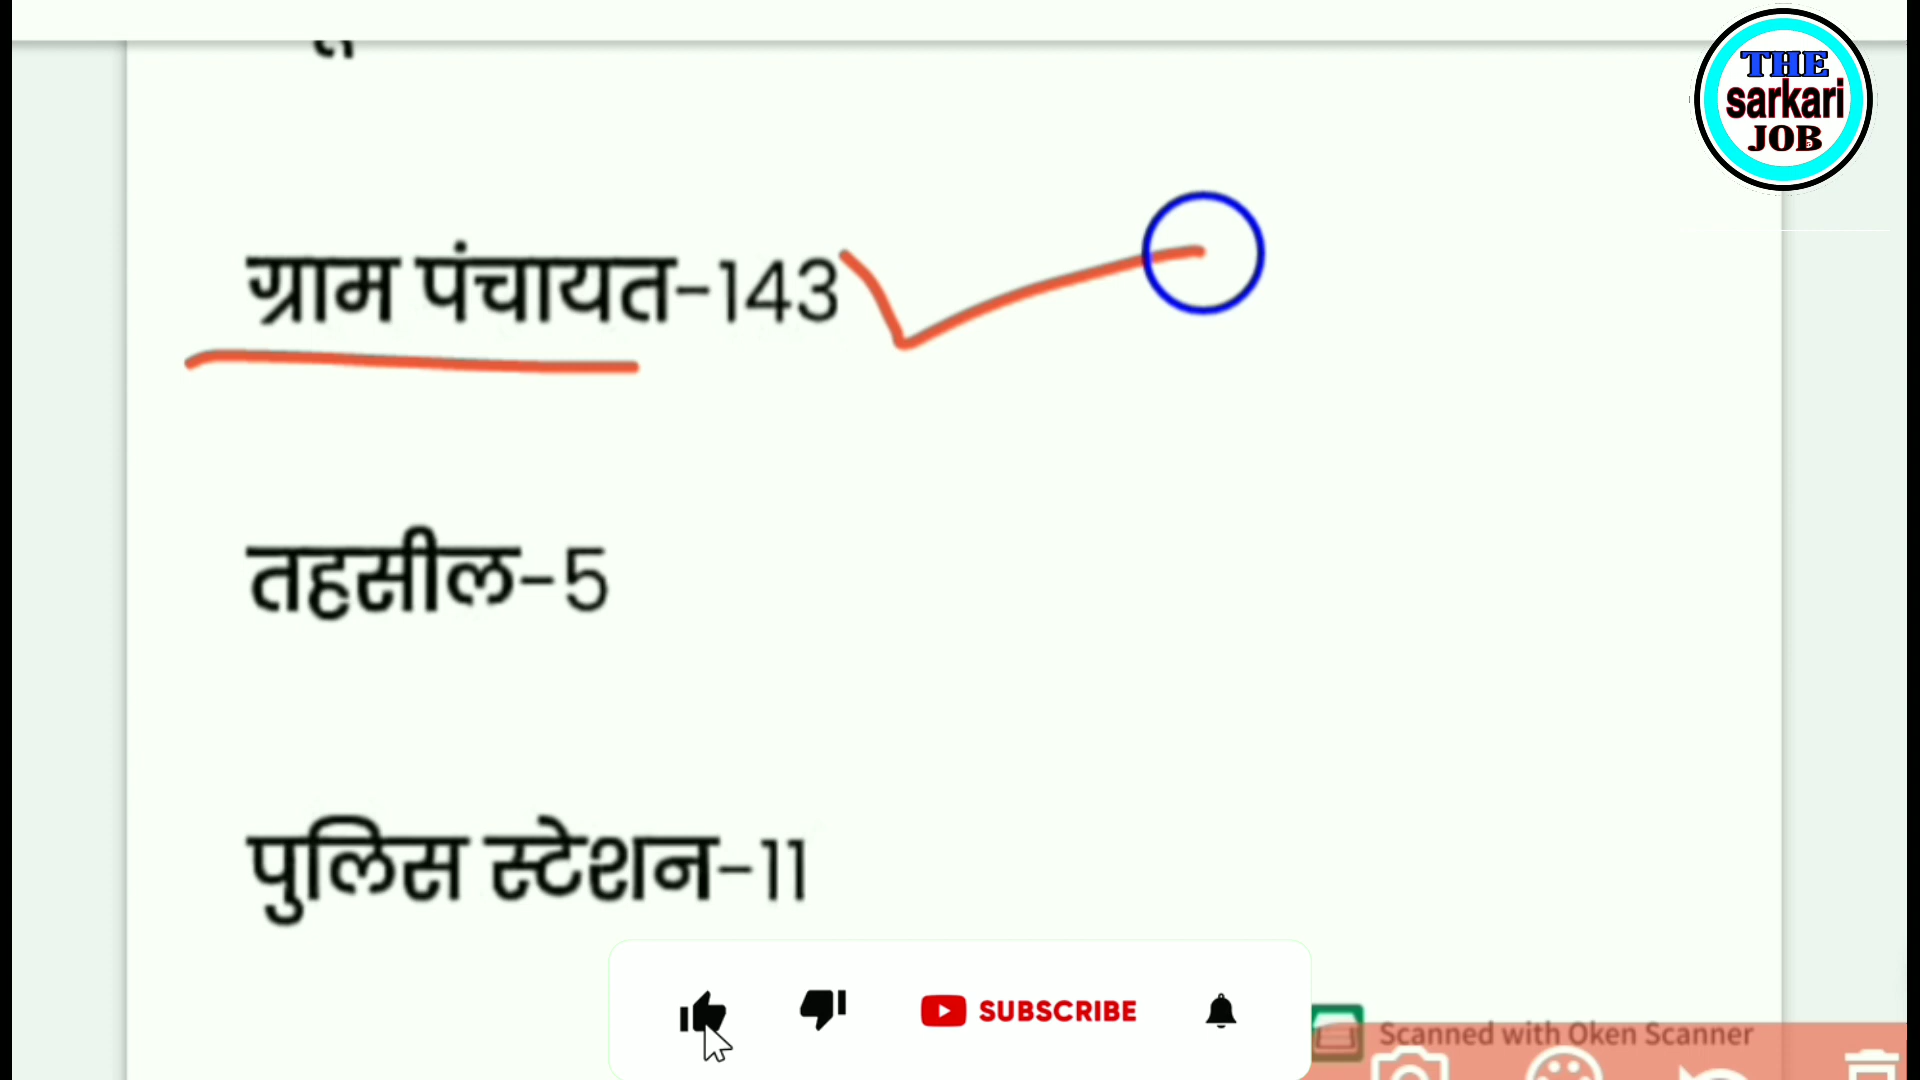 THE
sarkari
JOB
ग्राम पंचायत-143
तहसील-5
पुलिस स्टेशन-11
SUBSCRIBE
Scanned with Oken Scanner